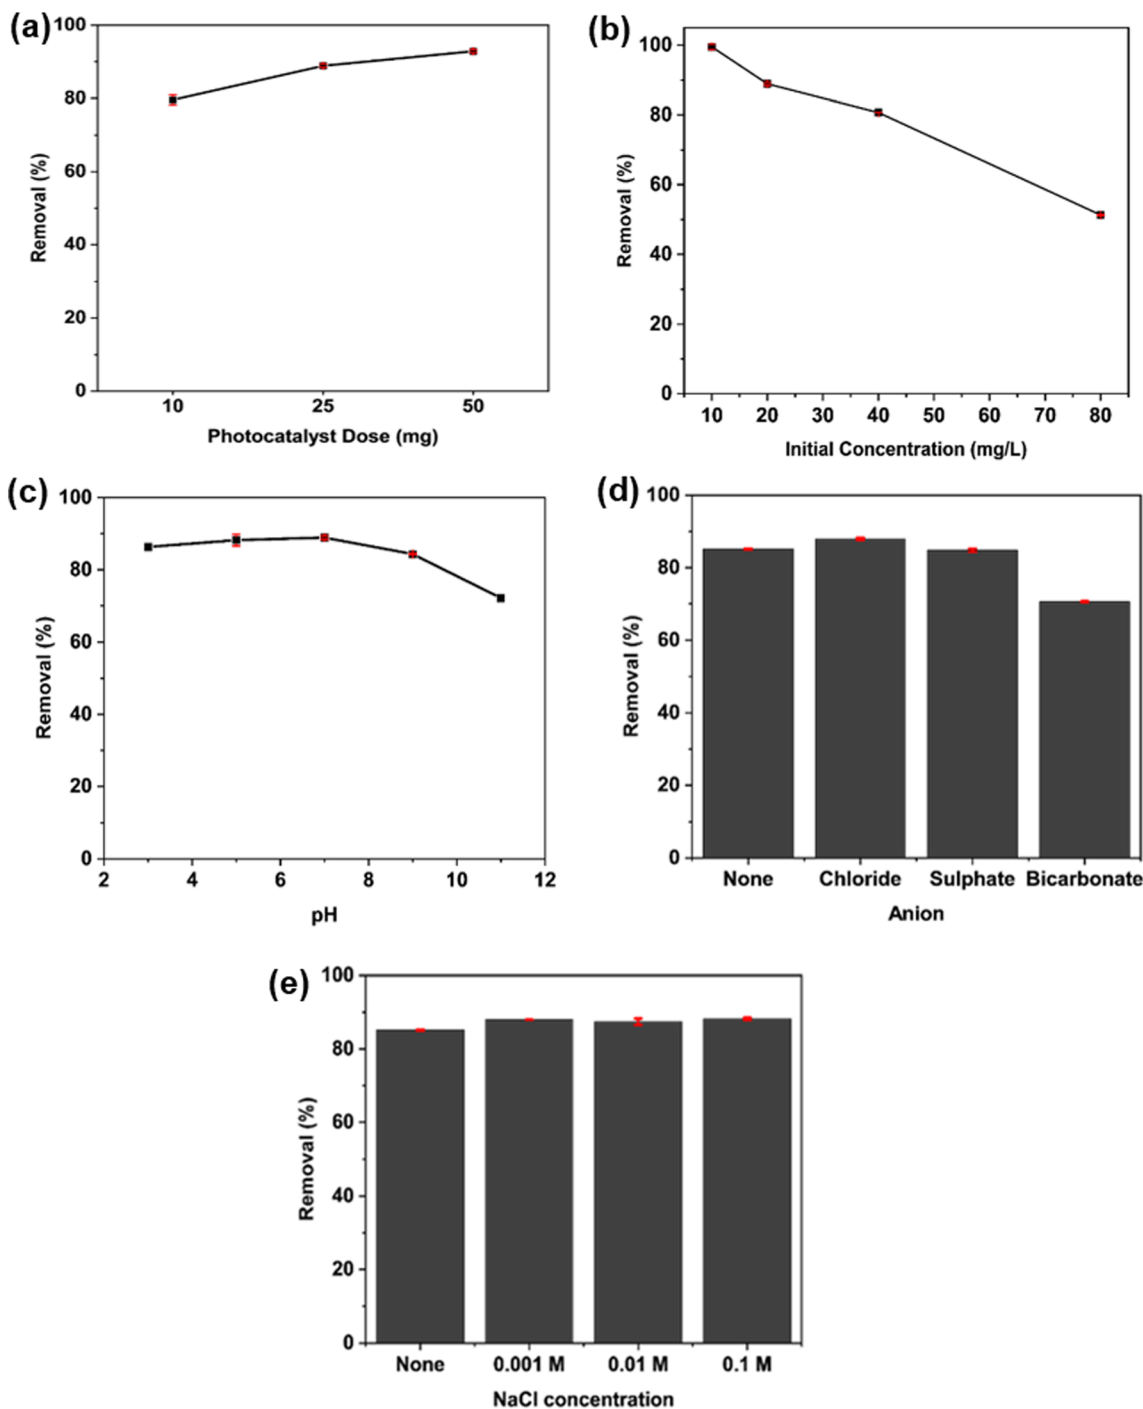 (a)
100
80
60
40
20
0
Removal (%)
10 25 50
Photocatalyst Dose (mg)
(b)
100
80
60
40
20
0
Removal (%)
10 20 30 40 50 60 70 80
Initial Concentration (mg/L)
(c)
100
80
60
40
20
0
Removal (%)
2 4 6 8 10 12
pH
(d)
100
80
60
40
20
0
Removal (%)
None Chloride Sulphate Bicarbonate
Anion
(e)
100
80
60
40
20
0
Removal (%)
None 0.001 M 0.01 M 0.1 M
NaCl concentration